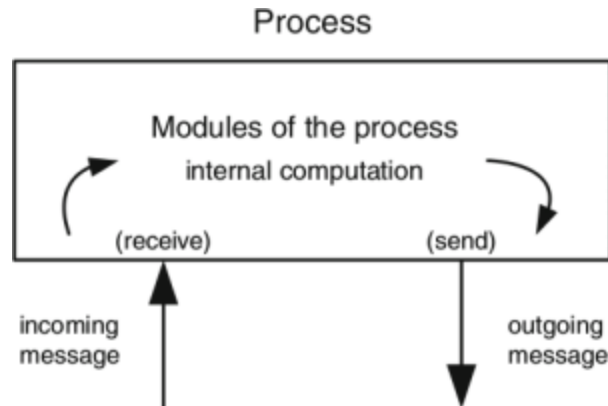 Process
Modules of the process
internal computation
(receive)
(send)
incoming
message
outgoing
message